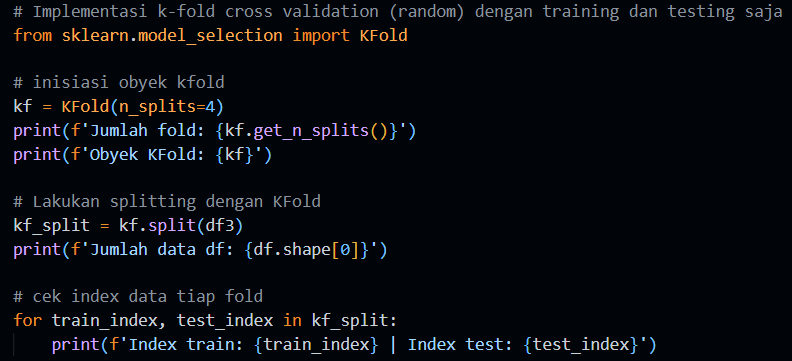 # Implementasi k-fold cross validation (random) dengan training dan testing saja
from sklearn.model_selection import KFold

# inisiasi obyek kfold
kf = KFold(n_splits=4)
print(f'Jumlah fold: {kf.get_n_splits()}')
print(f'Obyek KFold: {kf}')

# Lakukan splitting dengan KFold
kf_split = kf.split(df3)
print(f'Jumlah data df: {df.shape[0]}')

# cek index data tiap fold
for train_index, test_index in kf_split:
    print(f'Index train: {train_index} | Index test: {test_index}')